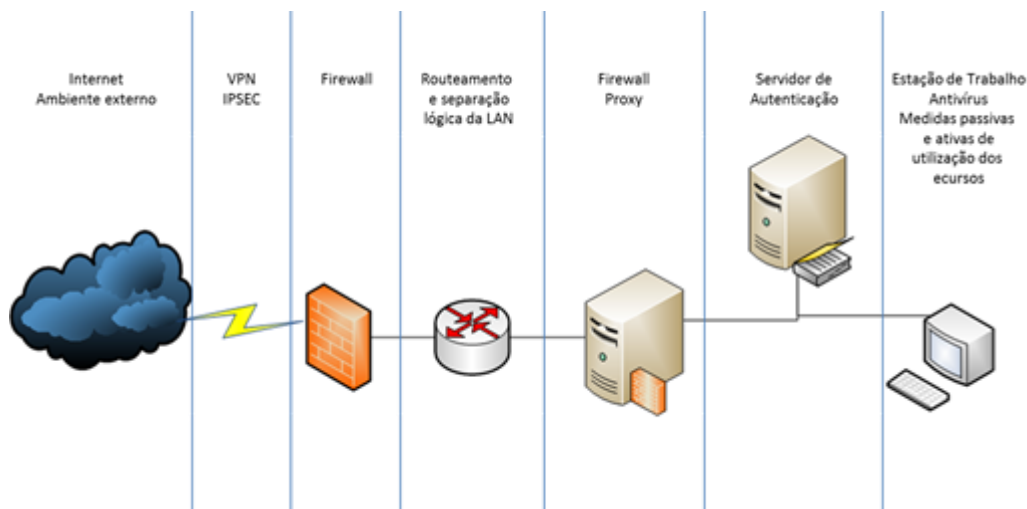 Internet
Ambiente externo
VPN
IPSEC
Firewall
Routeamento
e separação
lógica da LAN
Firewall
Proxy
Servidor de
Autenticação
Estação de Trabalho
Antivírus
Medidas passivas
e ativas de
utilização dos
ecursos